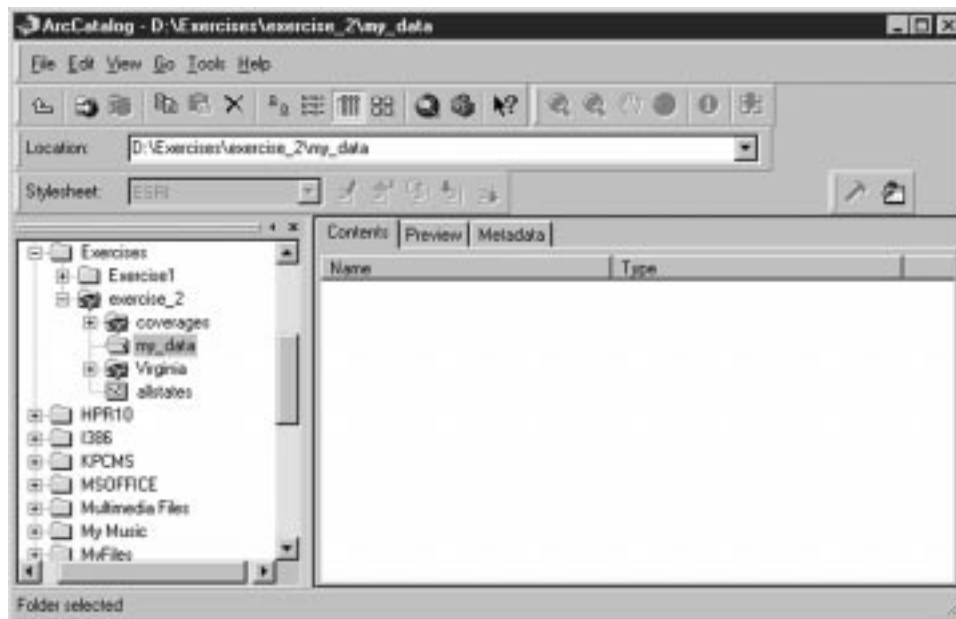 ArcCatalog - D:\Exercises\exercise_2\my_data
File Edit View Go Tools Help
Location: D:\Exercises\exercise_2\my_data
Stylesheet: ESRI
Contents Preview Metadata
Name Type
Exercises
Exercise1
exercise_2
coverages
my_data
Virginia
allstates
HPR10
I386
KPCMS
MSOFFICE
Multimedia Files
My Music
MyFiles
Folder selected